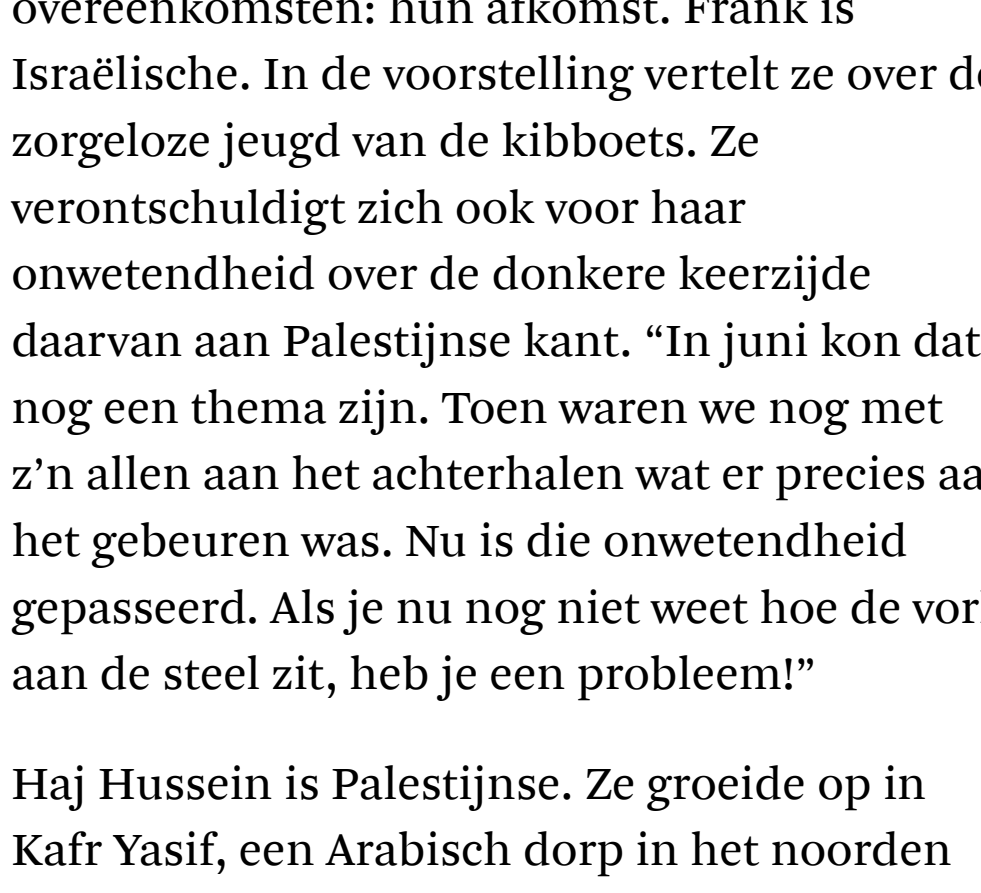 overeenkomsten: hun afkomst. Frank is
Israëlische. In de voorstelling vertelt ze over
zorgeloze jeugd van de kibboets. Ze
verontschuldigt zich ook voor haar
onwetendheid over de donkere keerzijde
daarvan aan Palestijnse kant. “In juni kon dat
nog een thema zijn. Toen waren we nog met
z’n allen aan het achterhalen wat er precies
het gebeuren was. Nu is die onwetendheid
gepasseerd. Als je nu nog niet weet hoe de
aan de steel zit, heb je een probleem!”
Haj Hussein is Palestijnse. Ze groeide op in
Kafr Yasif, een Arabisch dorp in het noorden